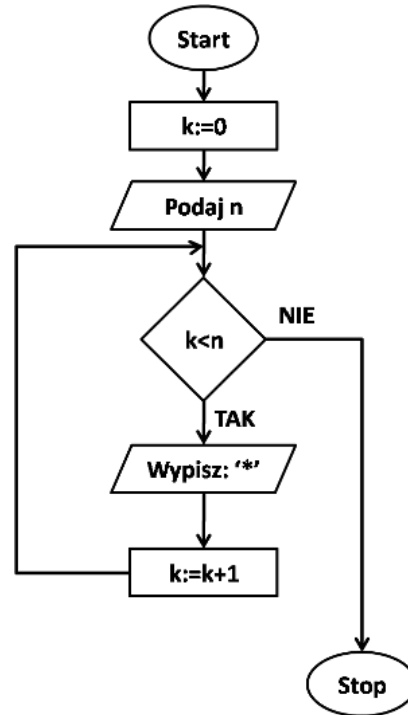 Start
k:=0
Podaj n
k<n
NIE
TAK
Wypisz: ‘*’
k:=k+1
Stop